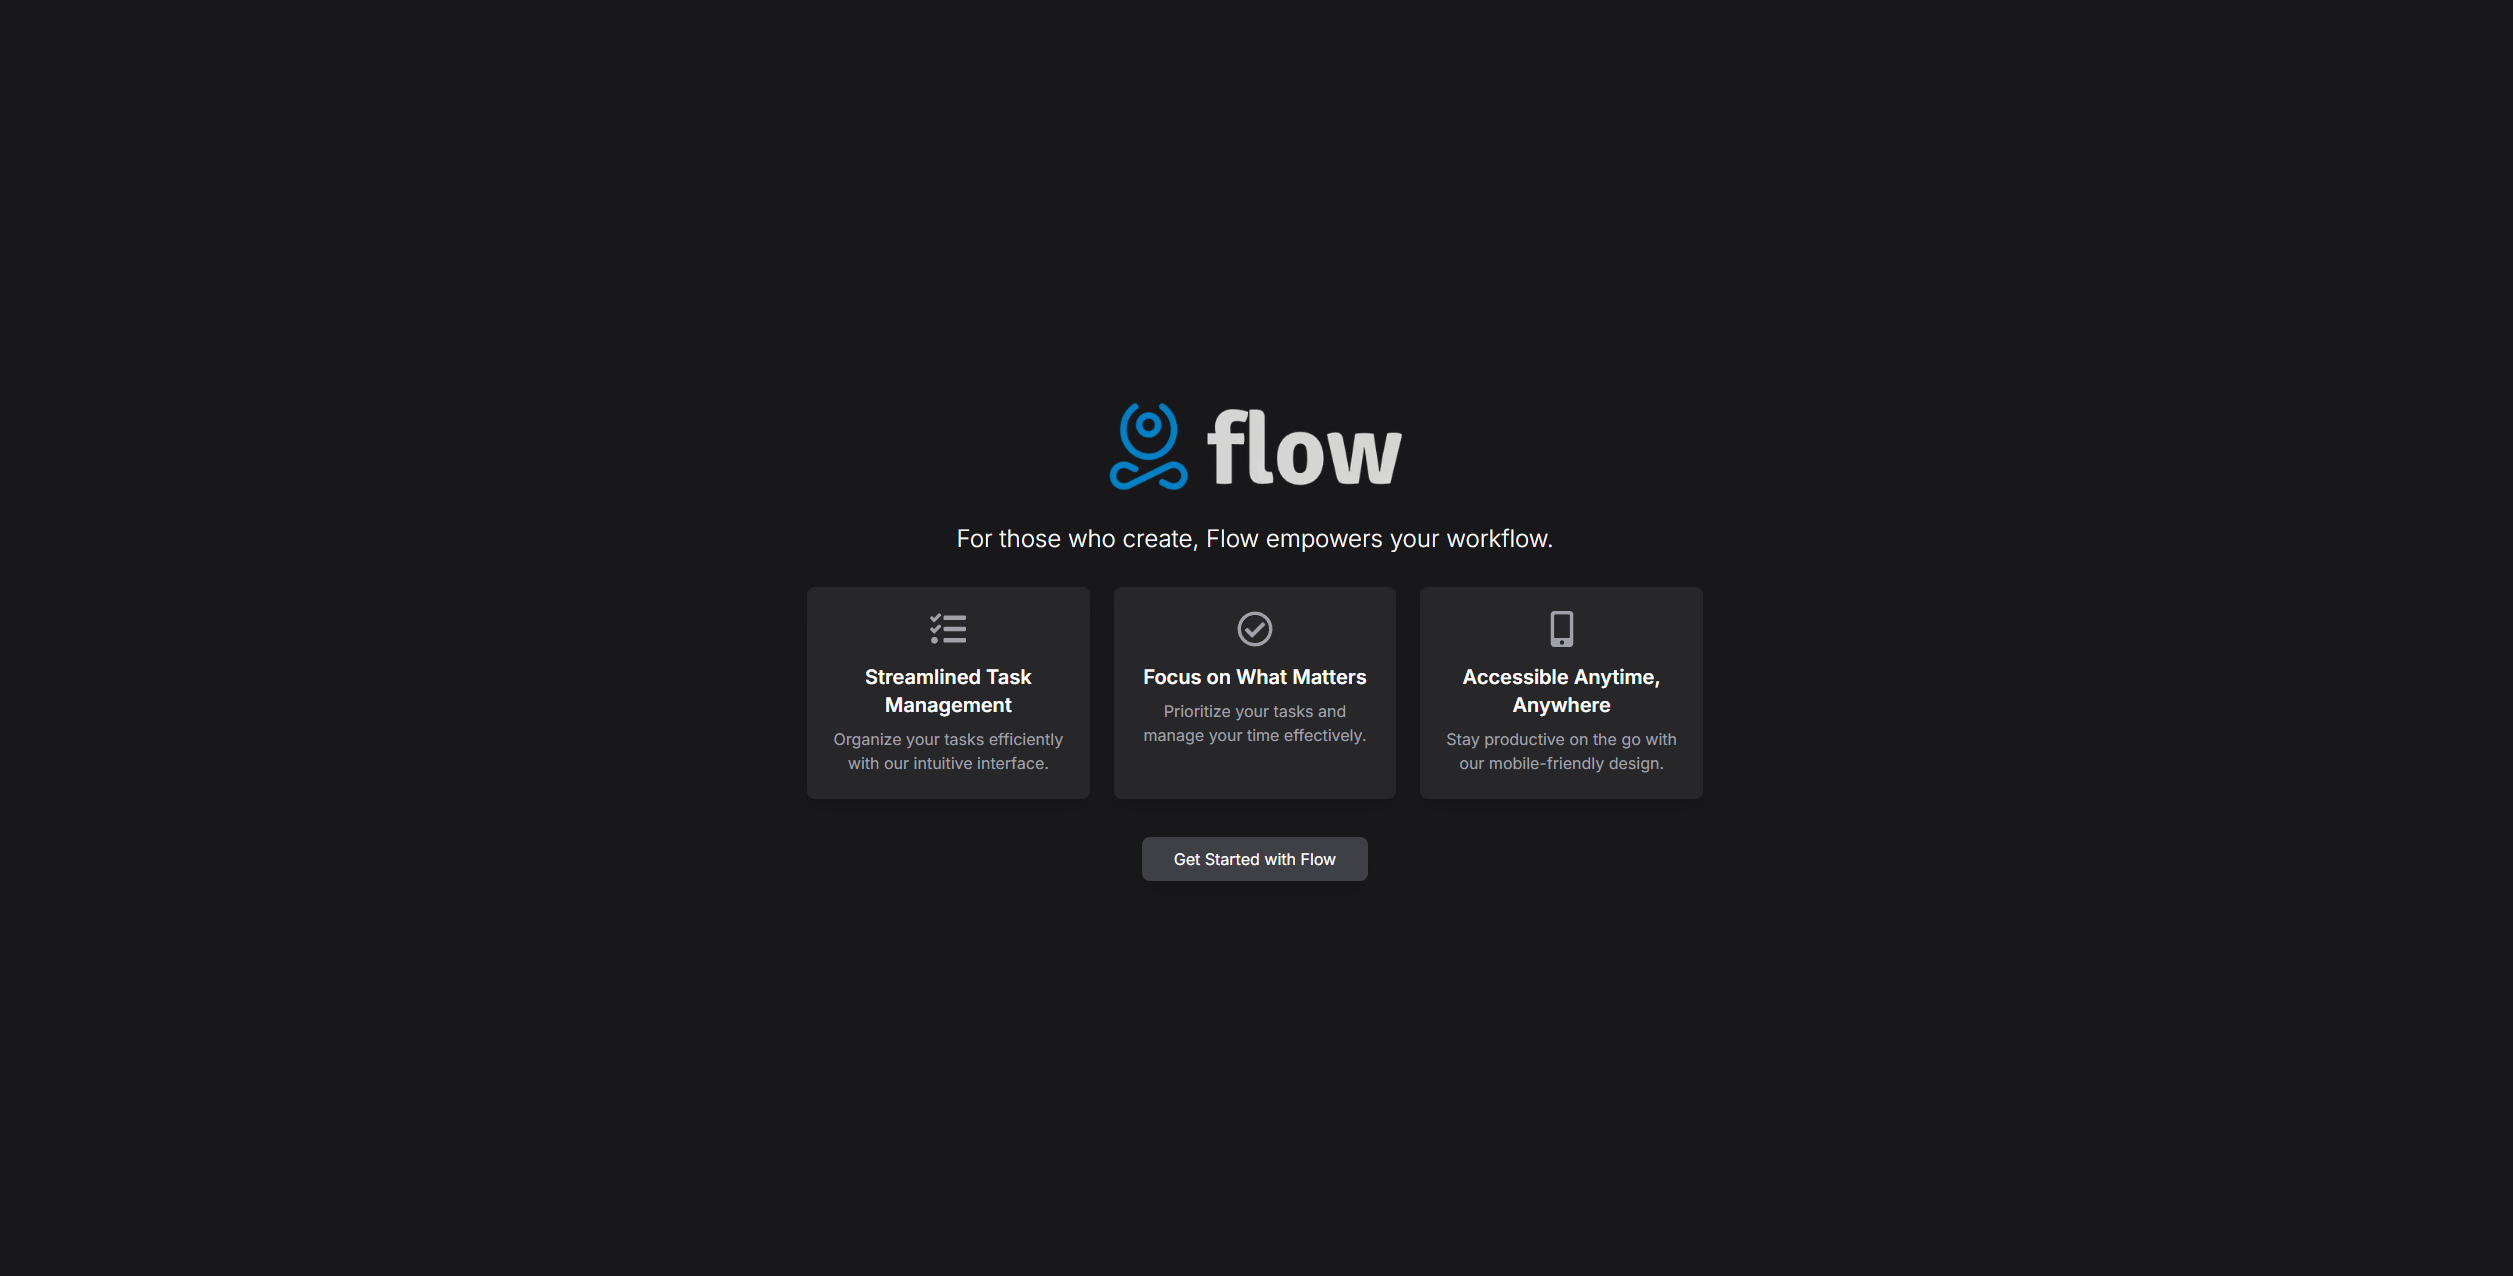 flow
For those who create, Flow empowers your workflow.
Streamlined Task
Management
Organize your tasks efficiently
with our intuitive interface.
Focus on What Matters
Prioritize your tasks and
manage your time effectively.
Accessible Anytime,
Anywhere
Stay productive on the go with
our mobile-friendly design.
Get Started with Flow